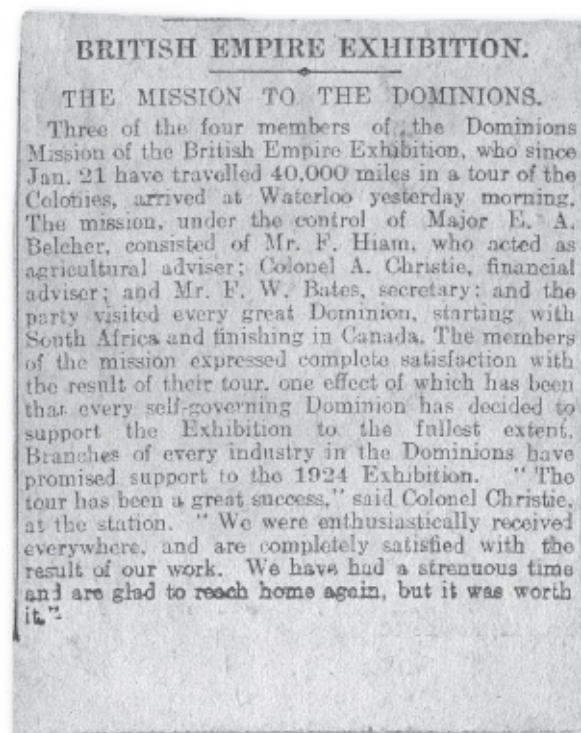 BRITISH EMPIRE EXHIBITION.
THE MISSION TO THE DOMINIONS.
Three of the four members of the Dominions
Mission of the British Empire Exhibition, who since
Jan. 21 have travelled 40,000 miles in a tour of the
Colonies, arrived at Waterloo yesterday morning.
The mission, under the control of Major E. A.
Belcher, consisted of Mr. F. Hiam, who acted as
agricultural adviser; Colonel A. Christie, financial
adviser; and Mr. F. W. Bates, secretary; and the
party visited every great Dominion, starting with
South Africa and finishing in Canada. The members
of the mission expressed complete satisfaction with
the result of their tour, one effect of which has been
that every self-governing Dominion has decided to
support the Exhibition to the fullest extent.
Branches of every industry in the Dominions have
promised support to the 1924 Exhibition. "The
tour has been a great success," said Colonel Christie,
at the station. "We were enthusiastically received
everywhere, and are completely satisfied with the
result of our work. We have had a strenuous time
and are glad to reach home again, but it was worth
it."